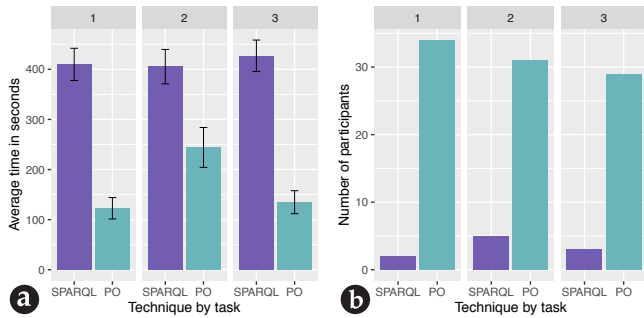 1 2 3
Average time in seconds
400
300
200
100
0
SPARQL PO SPARQL PO SPARQL PO
Technique by task
a
1 2 3
Number of participants
30
20
10
0
SPARQL PO SPARQL PO SPARQL PO
Technique by task
b